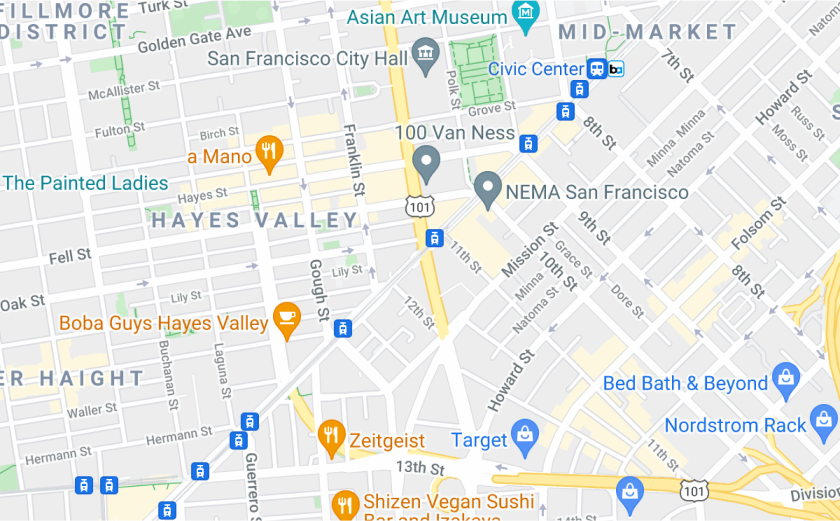 FILLMORE
DISTRICT
Turk St
Asian Art Museum
MID-MARKET
Golden Gate Ave
San Francisco City Hall
Civic Center
ba
7th St
McAllister St
Polk St
Grove St
Howard St
Russ St
Moss St
Fulton St
Birch St
Franklin St
100 Van Ness
8th St
Minna
Minna
Natoma St
a Mano
The Painted Ladies
Hayes St
NEMA San Francisco
101
HAYES VALLEY
9th St
Folsom St
Fell St
11th St
Mission St
Grace St
10th St
8th St
Lily St
Gough St
Minna
Natoma St
Dore St
Oak St
Lily St
12th St
Boba Guys Hayes Valley
Buchanan St
Laguna St
Howard St
ER HAIGHT
Bed Bath & Beyond
Waller St
Nordstrom Rack
Hermann St
Zeitgeist
Target
11th St
Hermann St
Guerrero S
13th St
101
Division
Shizen Vegan Sushi
Bar and Izakaya
14th St